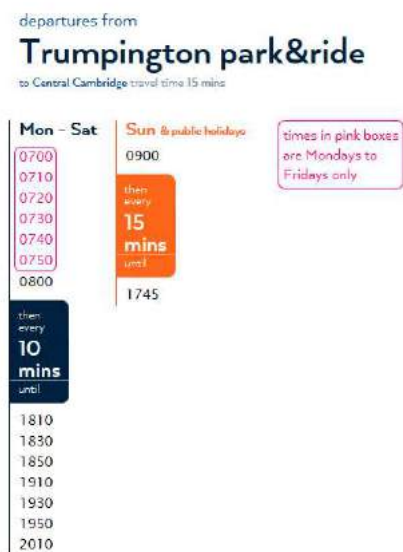 departures from
Trumpington park&ride
to Central Cambridge travel time 15 mins
Mon - Sat
0700
0710
0720
0730
0740
0750
0800
then
every
10
mins
until
1810
1830
1850
1910
1930
1950
2010
Sun & public holidays
0900
then
every
15
mins
until
1745
times in pink boxes
are Mondays to
Fridays only